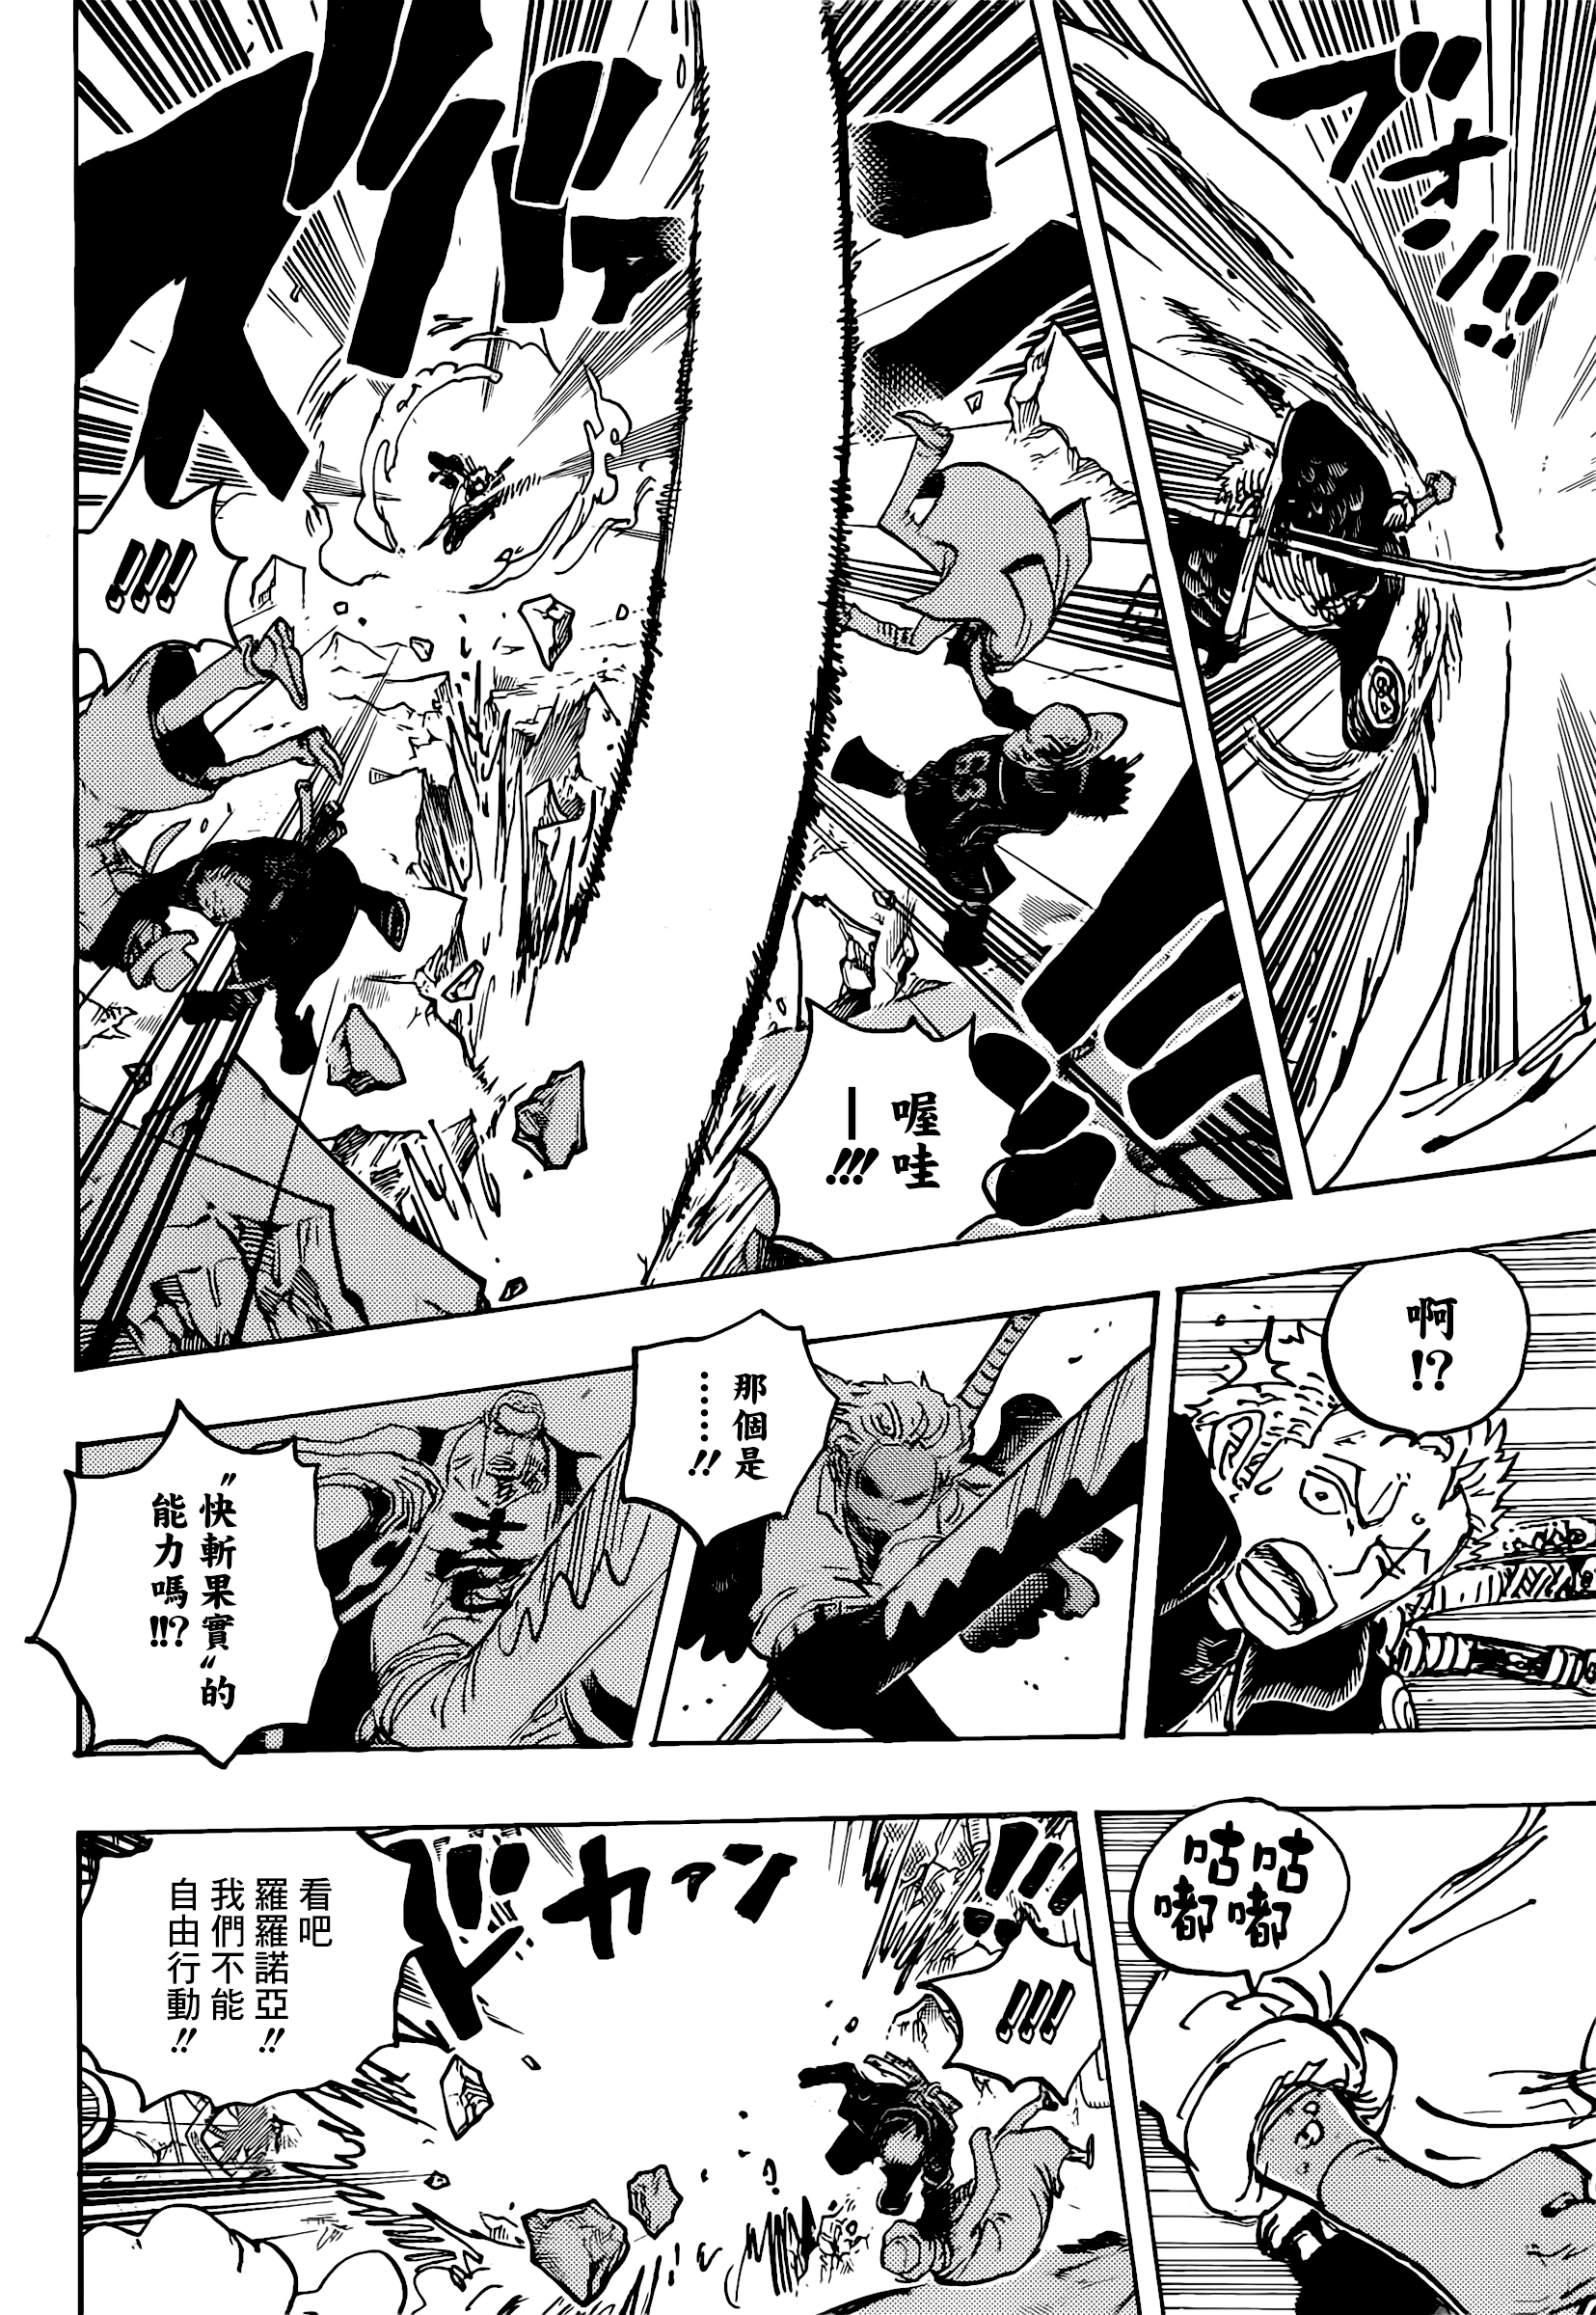 ブオン!!!
ズバァ
!!!
喔哇
ー!!!
啊
!?
那個是
……!!
〝快斬果實〞的
能力嗎!!?
壱
咕咕
嘟嘟
ドカァン!!!
!!!
看吧
羅羅諾亞!!
我們不能
自由行動!!